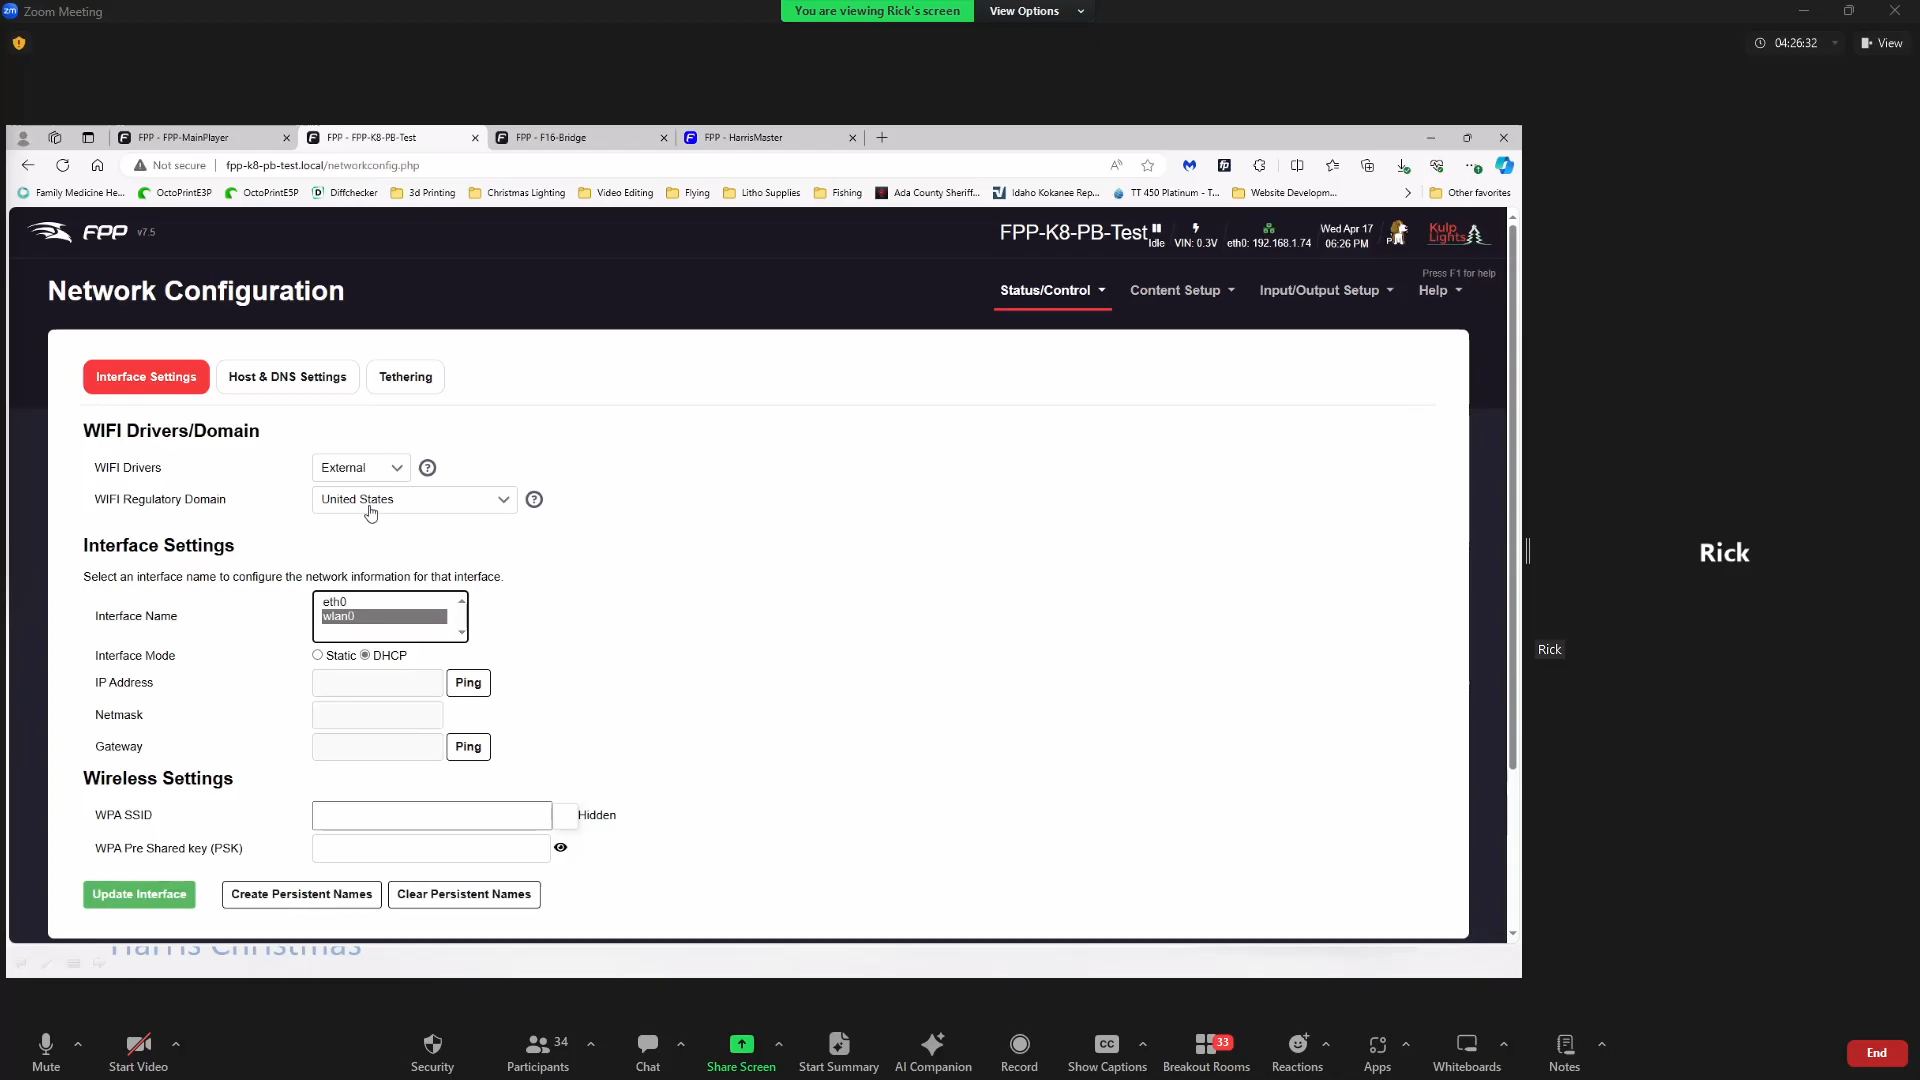 zm Zoom Meeting
You are viewing Rick's screen
View Options
04:26:32
View
FPP - FPP-MainPlayer
FPP - FPP-K8-PB-Test
FPP - F16-Bridge
FPP - HarrisMaster
Not secure
fpp-k8-pb-test.local/networkconfig.php
Family Medicine He...
OctoPrintE3P
OctoPrintE5P
Diffchecker
3d Printing
Christmas Lighting
Video Editing
Flying
Litho Supplies
Fishing
Ada County Sheriff...
Idaho Kokanee Rep...
TT 450 Platinum - T...
Website Developm...
Other favorites
FPP v7.5
FPP-K8-PB-Test
Idle
VIN: 0.3V
eth0: 192.168.1.74
Wed Apr 17
06:26 PM
Kulp
Lights
Press F1 for help
Network Configuration
Status/Control
Content Setup
Input/Output Setup
Help
Interface Settings
Host & DNS Settings
Tethering
WIFI Drivers/Domain
WIFI Drivers
External
WIFI Regulatory Domain
United States
Interface Settings
Select an interface name to configure the network information for that interface.
Interface Name
eth0
wlan0
Interface Mode
Static
DHCP
IP Address
Ping
Netmask
Gateway
Ping
Wireless Settings
WPA SSID
Hidden
WPA Pre Shared key (PSK)
Update Interface
Create Persistent Names
Clear Persistent Names
Harris Christmas
Rick
Rick
Mute
Start Video
Security
Participants
34
Chat
Share Screen
Start Summary
AI Companion
Record
CC
Show Captions
Breakout Rooms
33
Reactions
Apps
Whiteboards
Notes
End